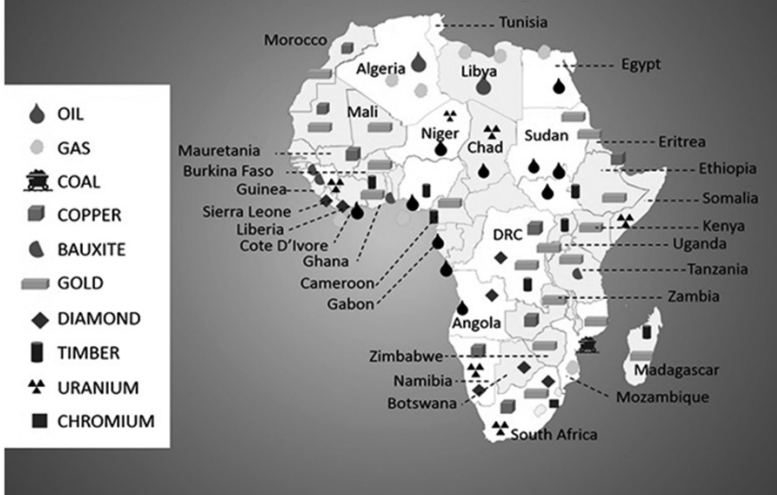 OIL
GAS
COAL
COPPER
BAUXITE
GOLD
DIAMOND
TIMBER
URANIUM
CHROMIUM
Tunisia
Morocco
Algeria
Libya
Egypt
Mali
Niger
Chad
Sudan
Eritrea
Mauretania
Burkina Faso
Ethiopia
Guinea
Somalia
Sierra Leone
Liberia
Kenya
Cote D'Ivore
DRC
Uganda
Ghana
Tanzania
Cameroon
Zambia
Gabon
Angola
Zimbabwe
Madagascar
Namibia
Mozambique
Botswana
South Africa